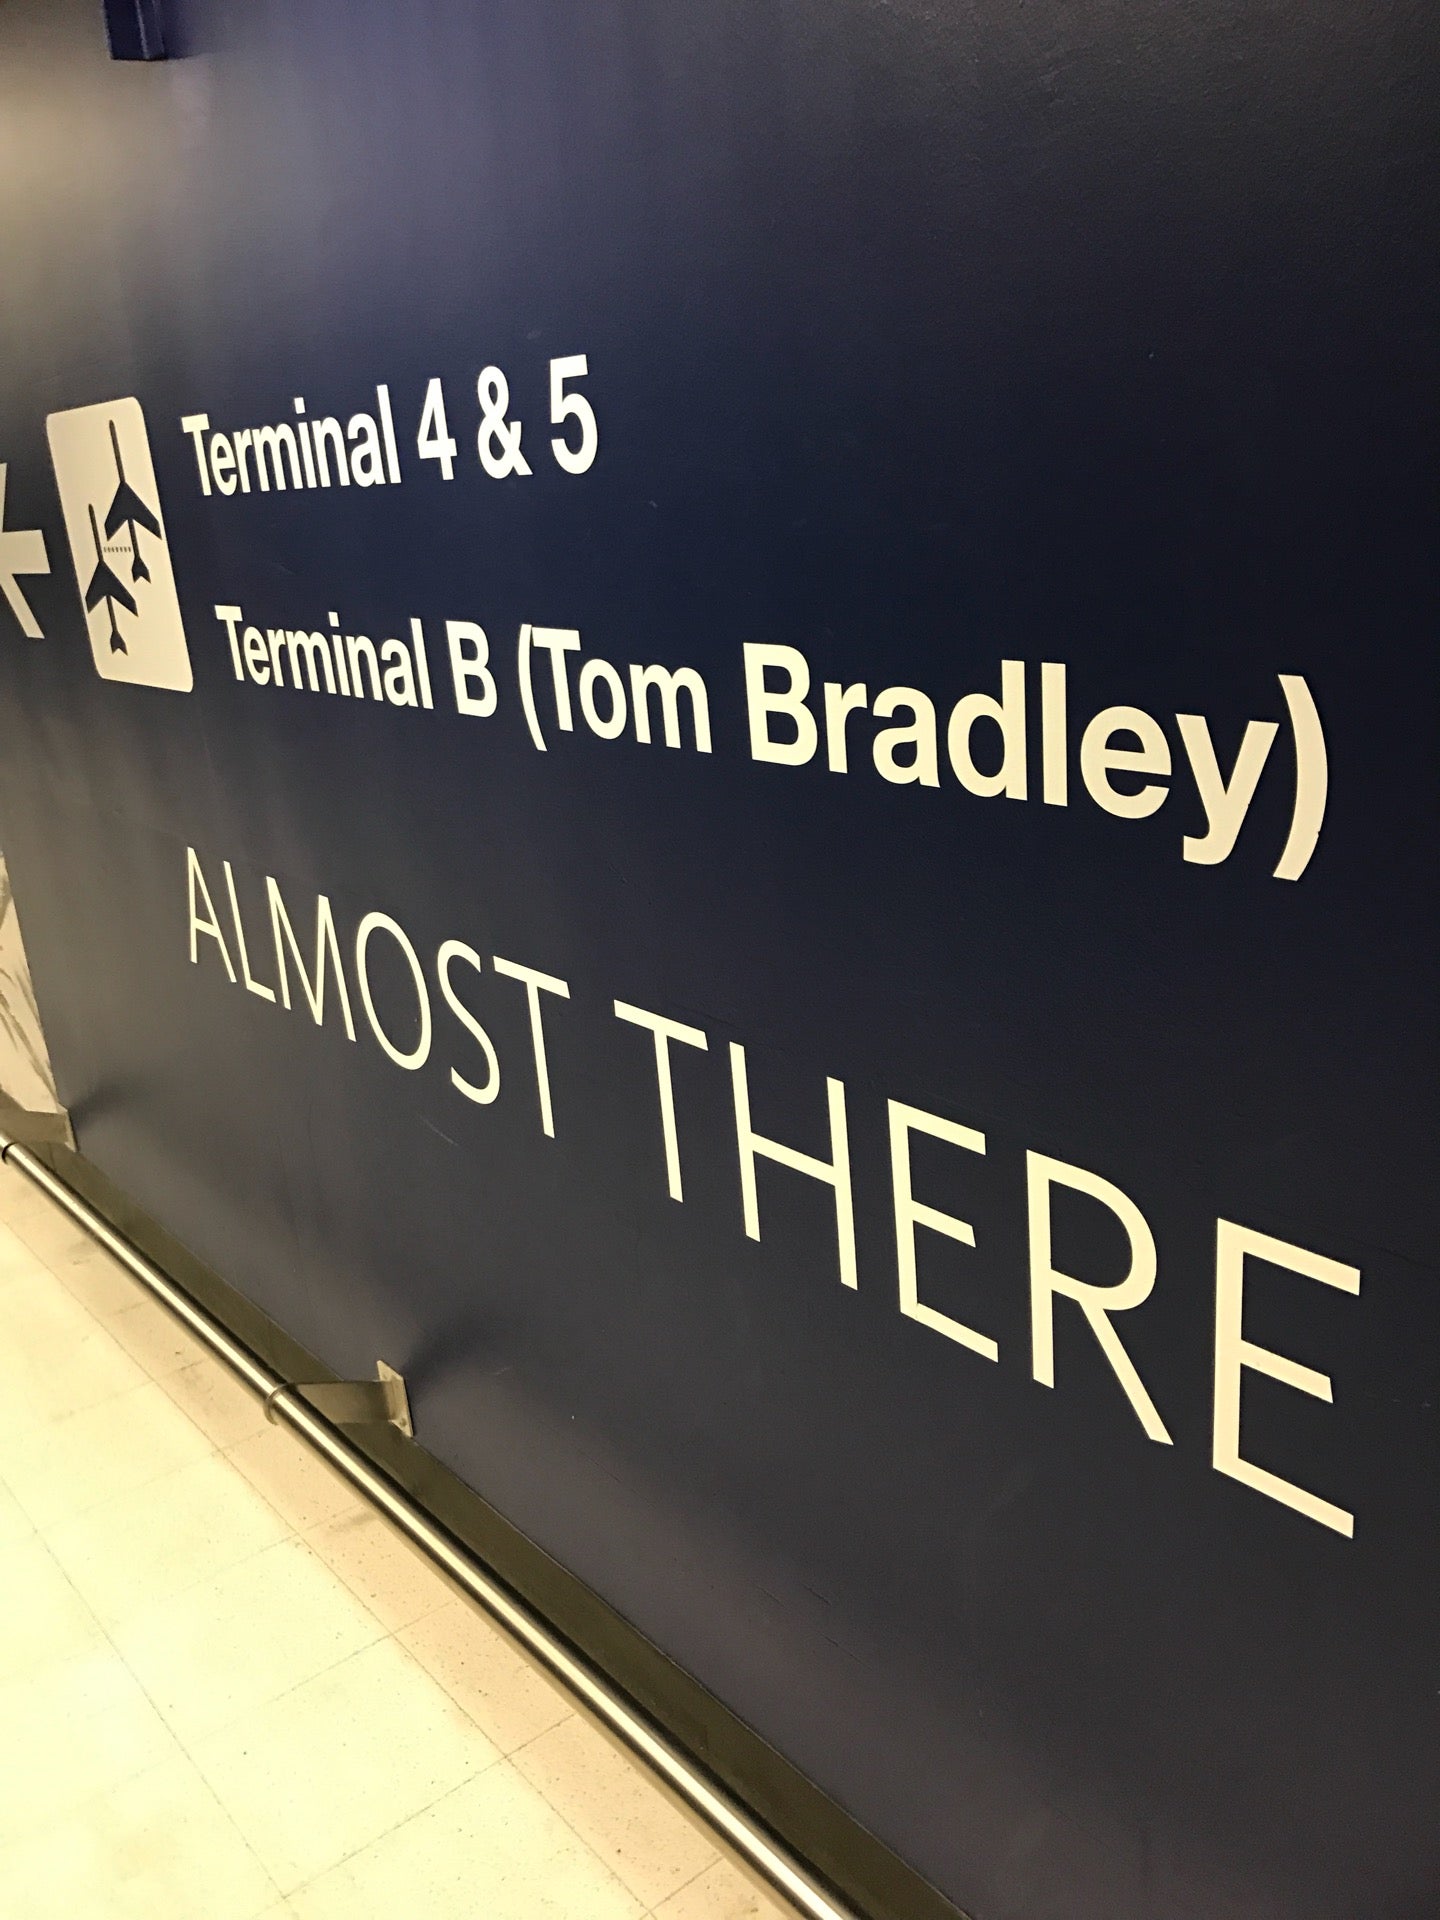 Terminal 4 & 5
Terminal B (Tom Bradley)
ALMOST THERE